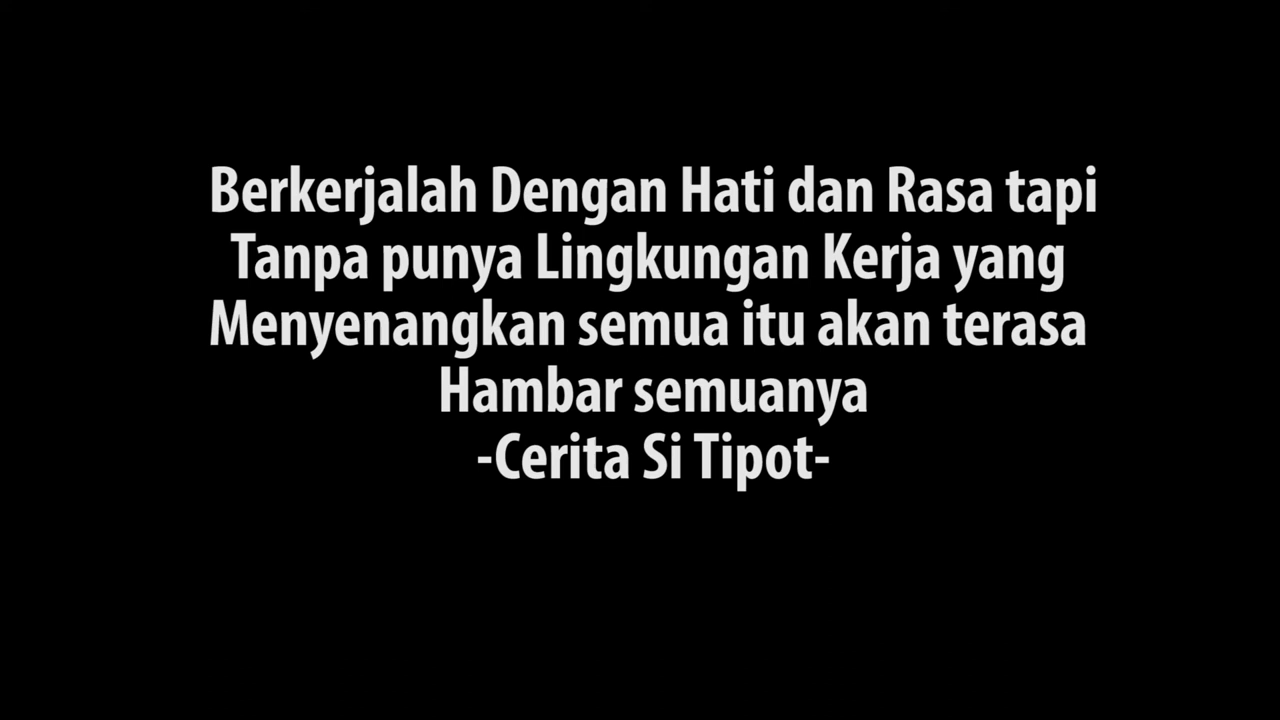 Berkerjalah Dengan Hati dan Rasa tapi
Tanpa punya Lingkungan Kerja yang
Menyenangkan semua itu akan terasa
Hambar semuanya
-Cerita Si Tipot-